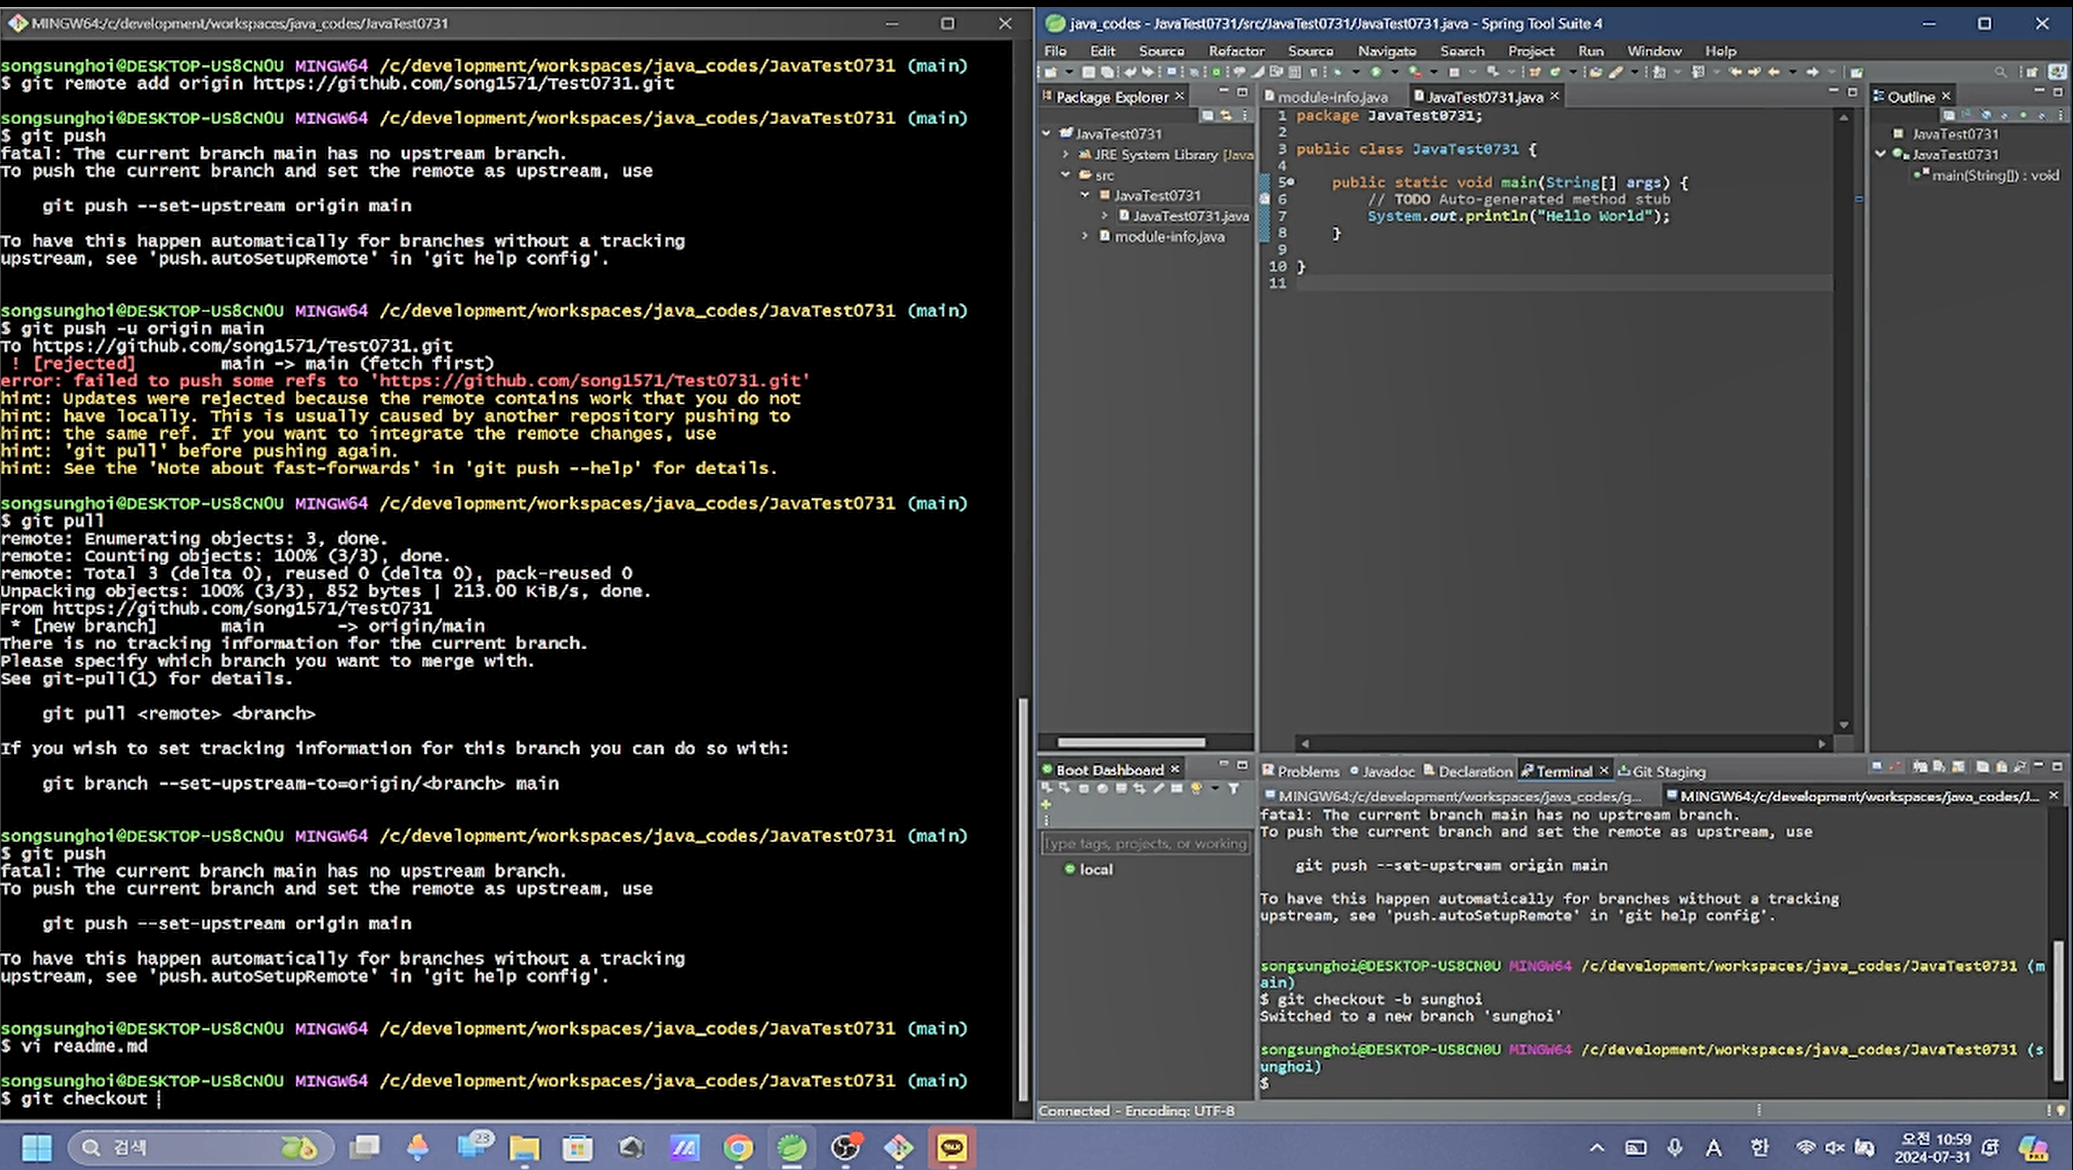 MINGW64:/c/development/workspaces/java_codes/JavaTest0731
songsunghoi@DESKTOP-US8CN0U MINGW64 /c/development/workspaces/java_codes/JavaTest0731 (main)
$ git remote add origin https://github.com/song1571/Test0731.git
songsunghoi@DESKTOP-US8CN0U MINGW64 /c/development/workspaces/java_codes/JavaTest0731 (main)
$ git push
fatal: The current branch main has no upstream branch.
To push the current branch and set the remote as upstream, use
git push --set-upstream origin main
To have this happen automatically for branches without a tracking
upstream, see 'push.autoSetupRemote' in 'git help config'.
songsunghoi@DESKTOP-US8CN0U MINGW64 /c/development/workspaces/java_codes/JavaTest0731 (main)
$ git push -u origin main
To https://github.com/song1571/Test0731.git
! [rejected]        main -> main (fetch first)
error: failed to push some refs to 'https://github.com/song1571/Test0731.git'
hint: Updates were rejected because the remote contains work that you do not
hint: have locally. This is usually caused by another repository pushing to
hint: the same ref. If you want to integrate the remote changes, use
hint: 'git pull' before pushing again.
hint: See the 'Note about fast-forwards' in 'git push --help' for details.
songsunghoi@DESKTOP-US8CN0U MINGW64 /c/development/workspaces/java_codes/JavaTest0731 (main)
$ git pull
remote: Enumerating objects: 3, done.
remote: Counting objects: 100% (3/3), done.
remote: Total 3 (delta 0), reused 0 (delta 0), pack-reused 0
Unpacking objects: 100% (3/3), 852 bytes | 213.00 KiB/s, done.
From https://github.com/song1571/Test0731
* [new branch]      main       -> origin/main
There is no tracking information for the current branch.
Please specify which branch you want to merge with.
See git-pull(1) for details.
git pull <remote> <branch>
If you wish to set tracking information for this branch you can do so with:
git branch --set-upstream-to=origin/<branch> main
songsunghoi@DESKTOP-US8CN0U MINGW64 /c/development/workspaces/java_codes/JavaTest0731 (main)
$ git push
fatal: The current branch main has no upstream branch.
To push the current branch and set the remote as upstream, use
git push --set-upstream origin main
To have this happen automatically for branches without a tracking
upstream, see 'push.autoSetupRemote' in 'git help config'.
songsunghoi@DESKTOP-US8CN0U MINGW64 /c/development/workspaces/java_codes/JavaTest0731 (main)
$ vi readme.md
songsunghoi@DESKTOP-US8CN0U MINGW64 /c/development/workspaces/java_codes/JavaTest0731 (main)
$ git checkout
java_codes - JavaTest0731/src/JavaTest0731/JavaTest0731.java - Spring Tool Suite 4
File Edit Source Refactor Source Navigate Search Project Run Window Help
Package Explorer
JavaTest0731
JRE System Library [Java
src
JavaTest0731
JavaTest0731.java
module-info.java
module-info.java JavaTest0731.java
1 package JavaTest0731;
2
3 public class JavaTest0731 {
4
5 public static void main(String[] args) {
6 // TODO Auto-generated method stub
7 System.out.println("Hello World");
8 }
9
10 }
11
Outline
JavaTest0731
JavaTest0731
main(String[]) : void
Boot Dashboard
Type tags, projects, or working
local
Problems Javadoc Declaration Terminal Git Staging
MINGW64:/c/development/workspaces/java_codes/g... MINGW64:/c/development/workspaces/java_codes/J...
fatal: The current branch main has no upstream branch.
To push the current branch and set the remote as upstream, use
git push --set-upstream origin main
To have this happen automatically for branches without a tracking
upstream, see 'push.autoSetupRemote' in 'git help config'.
songsunghoi@DESKTOP-US8CN0U MINGW64 /c/development/workspaces/java_codes/JavaTest0731 (m
ain)
$ git checkout -b sunghoi
Switched to a new branch 'sunghoi'
songsunghoi@DESKTOP-US8CN0U MINGW64 /c/development/workspaces/java_codes/JavaTest0731 (s
unghoi)
$
Connected - Encoding: UTF-8
검색
23
TALK
A
한
오전 10:59
2024-07-31